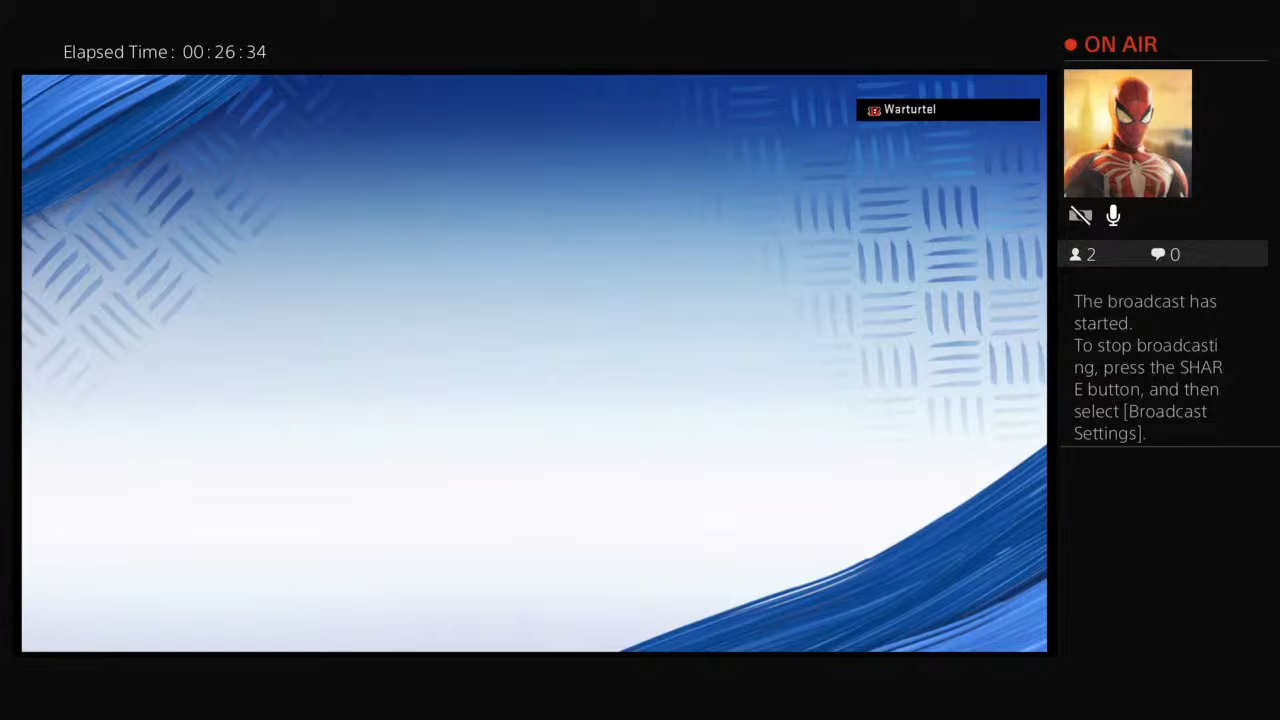 Elapsed Time: 00:26:34
ON AIR
Warturtel
2 0
The broadcast has
started.
To stop broadcasti
ng, press the SHAR
E button, and then
select [Broadcast
Settings].